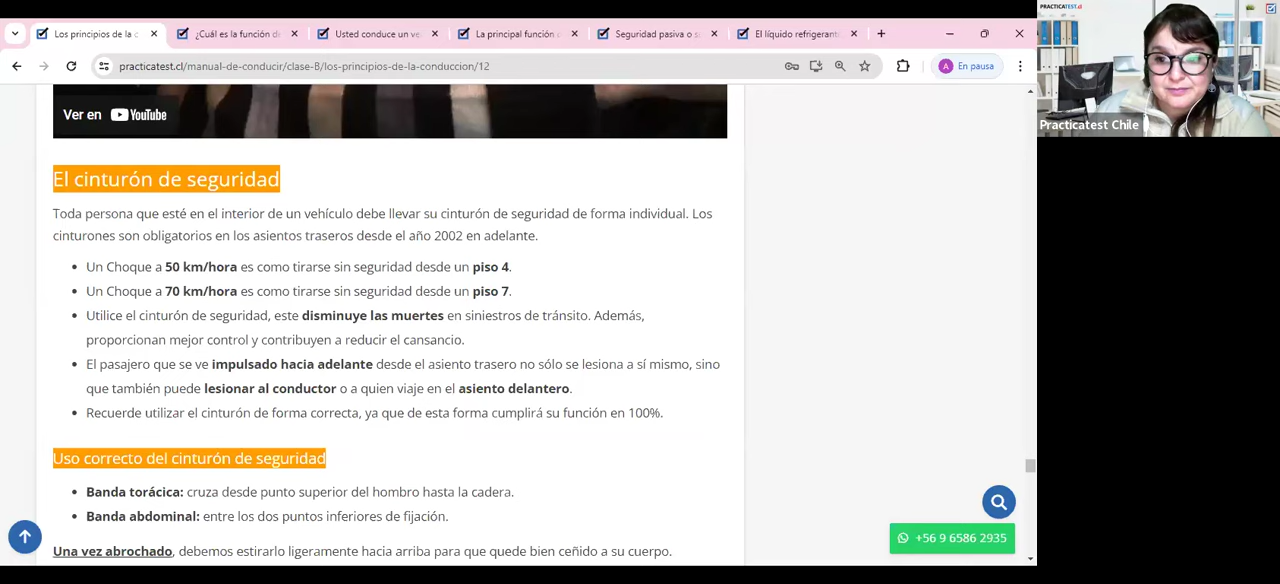 Los principios de la c
¿Cuál es la función de
Usted conduce un ve
La principal función d
Seguridad pasiva o s
El líquido refrigerant
practicatest.cl/manual-de-conducir/clase-B/los-principios-de-la-conduccion/12
A En pausa
PRACTICATEST.cl
Practicatest Chile
Ver en YouTube
El cinturón de seguridad
Toda persona que esté en el interior de un vehículo debe llevar su cinturón de seguridad de forma individual. Los
cinturones son obligatorios en los asientos traseros desde el año 2002 en adelante.
Un Choque a 50 km/hora es como tirarse sin seguridad desde un piso 4.
Un Choque a 70 km/hora es como tirarse sin seguridad desde un piso 7.
Utilice el cinturón de seguridad, este disminuye las muertes en siniestros de tránsito. Además,
proporcionan mejor control y contribuyen a reducir el cansancio.
El pasajero que se ve impulsado hacia adelante desde el asiento trasero no sólo se lesiona a sí mismo, sino
que también puede lesionar al conductor o a quien viaje en el asiento delantero.
Recuerde utilizar el cinturón de forma correcta, ya que de esta forma cumplirá su función en 100%.
Uso correcto del cinturón de seguridad
Banda torácica: cruza desde punto superior del hombro hasta la cadera.
Banda abdominal: entre los dos puntos inferiores de fijación.
Una vez abrochado, debemos estirarlo ligeramente hacia arriba para que quede bien ceñido a su cuerpo.
+56 9 6586 2935